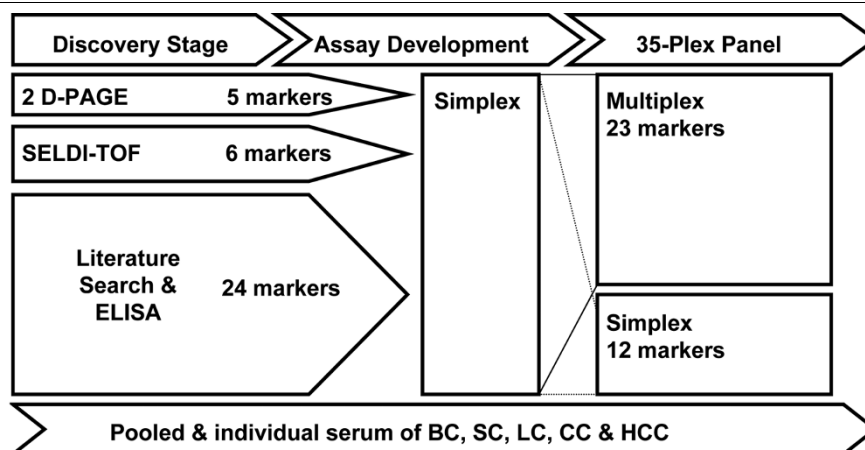 Discovery Stage
Assay Development
35-Plex Panel
2 D-PAGE 5 markers
SELDI-TOF 6 markers
Literature
Search &
ELISA
24 markers
Simplex
Multiplex
23 markers
Simplex
12 markers
Pooled & individual serum of BC, SC, LC, CC & HCC